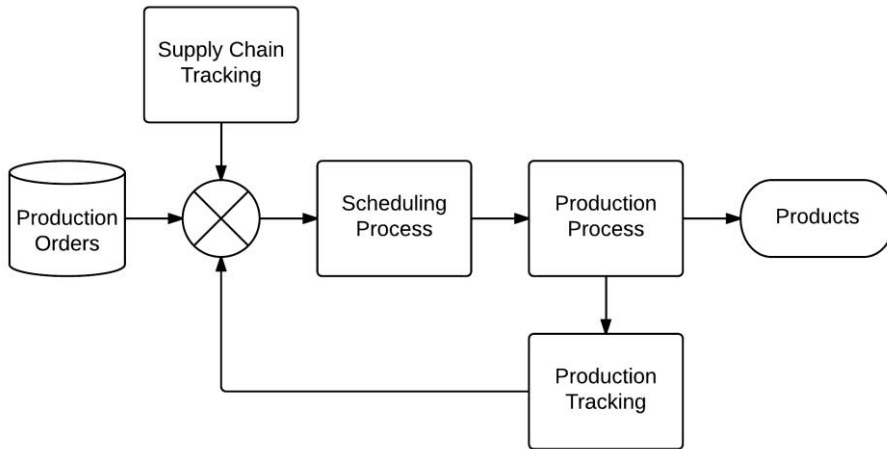 Supply Chain
Tracking
Production
Orders
Scheduling
Process
Production
Process
Products
Production
Tracking